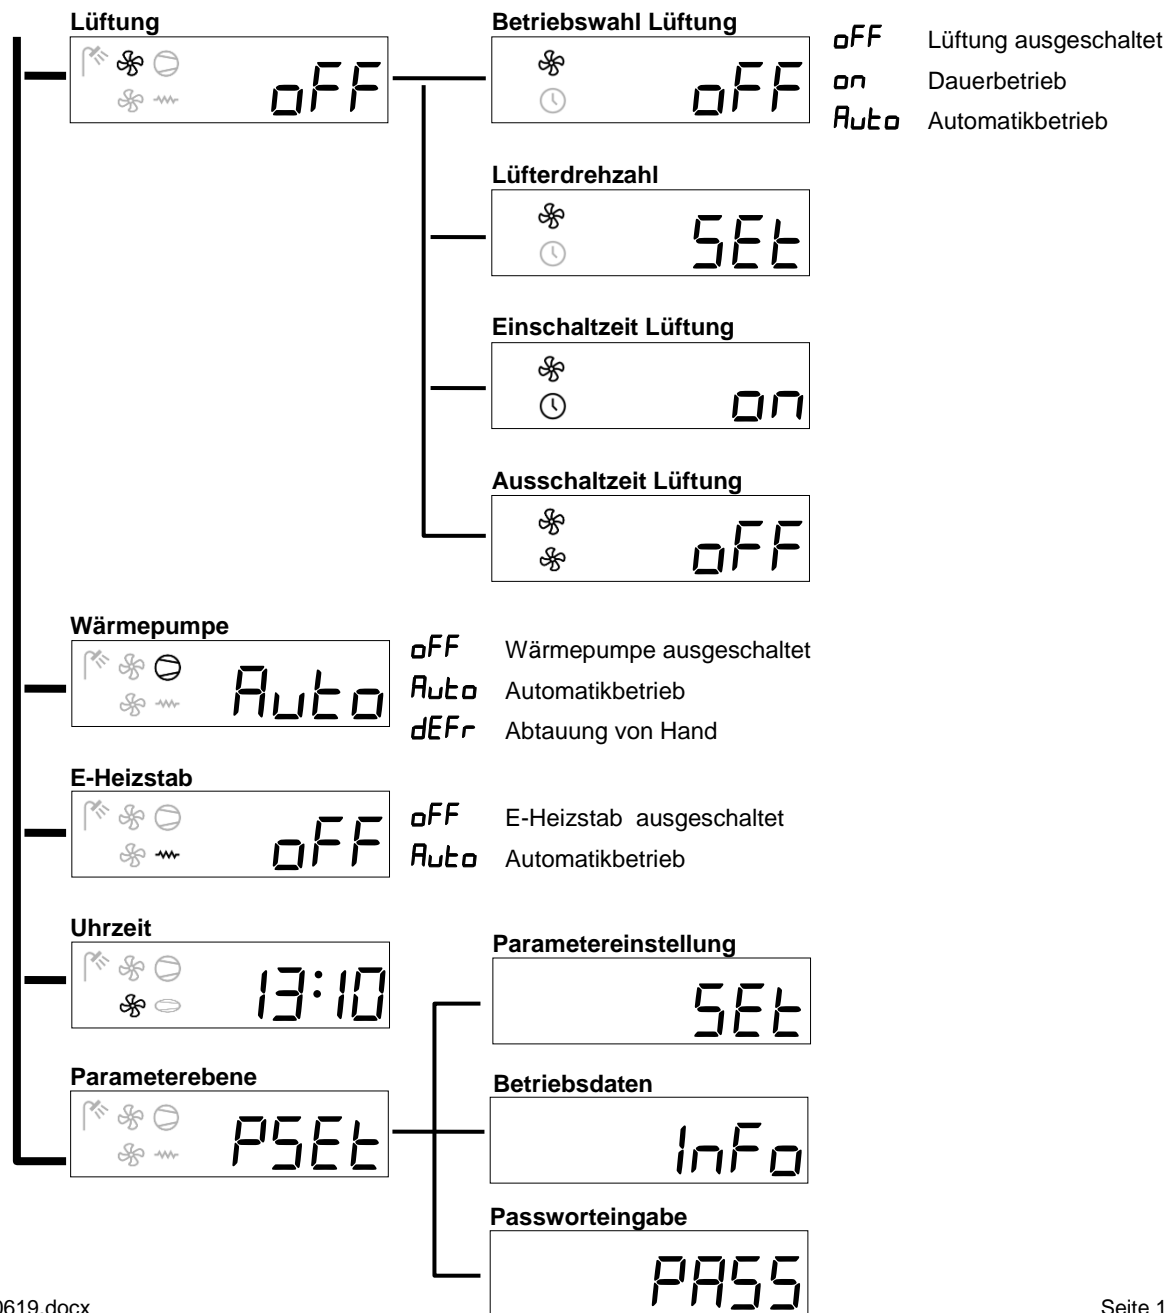 Lüftung
oFF
Betriebswahl Lüftung
oFF
oFF Lüftung ausgeschaltet
on Dauerbetrieb
Auto Automatikbetrieb
Lüfterdrehzahl
SEt
Einschaltzeit Lüftung
on
Ausschaltzeit Lüftung
oFF
Wärmepumpe
Auto
oFF Wärmepumpe ausgeschaltet
Auto Automatikbetrieb
dEFr Abtauung von Hand
E-Heizstab
oFF
oFF E-Heizstab ausgeschaltet
Auto Automatikbetrieb
Uhrzeit
13:10
Parametereinstellung
SEt
Parameterebene
PSEt
Betriebsdaten
InFo
Passworteingabe
PASS
0619.docx
Seite 1